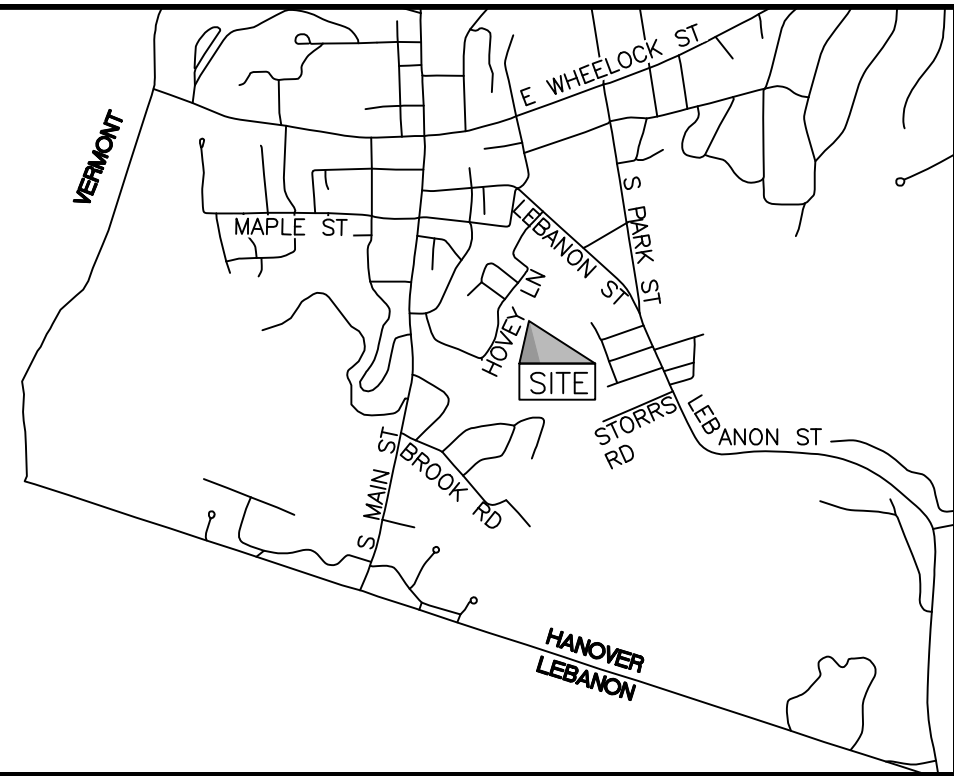 E WHEELOCK ST
VERMONT
S PARK ST
MAPLE ST
LEBANON ST
HOVEY LN
SITE
STORRS
RD
LEBANON ST
S MAIN ST
BROOK RD
HANOVER
LEBANON